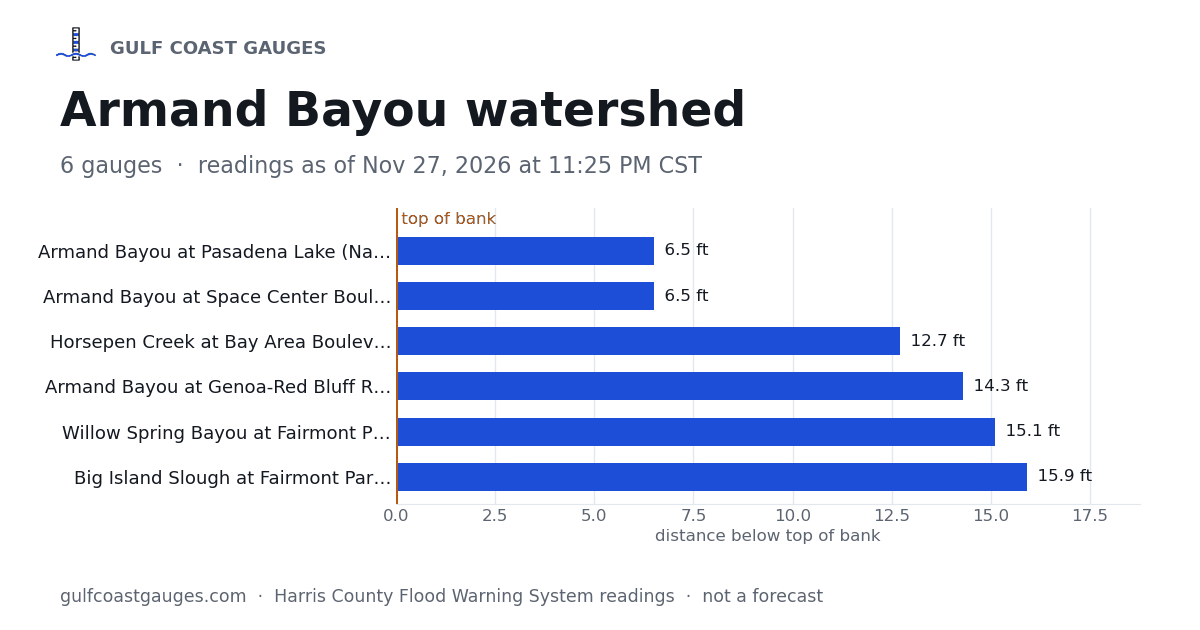 GULF COAST GAUGES
Armand Bayou watershed
6 gauges · readings as of Nov 27, 2026 at 11:25 PM CST
top of bank
Armand Bayou at Pasadena Lake (Na… 6.5 ft
Armand Bayou at Space Center Boul… 6.5 ft
Horsepen Creek at Bay Area Boulev… 12.7 ft
Armand Bayou at Genoa-Red Bluff R… 14.3 ft
Willow Spring Bayou at Fairmont P… 15.1 ft
Big Island Slough at Fairmont Par… 15.9 ft
0.0 2.5 5.0 7.5 10.0 12.5 15.0 17.5
distance below top of bank
gulfcoastgauges.com · Harris County Flood Warning System readings · not a forecast